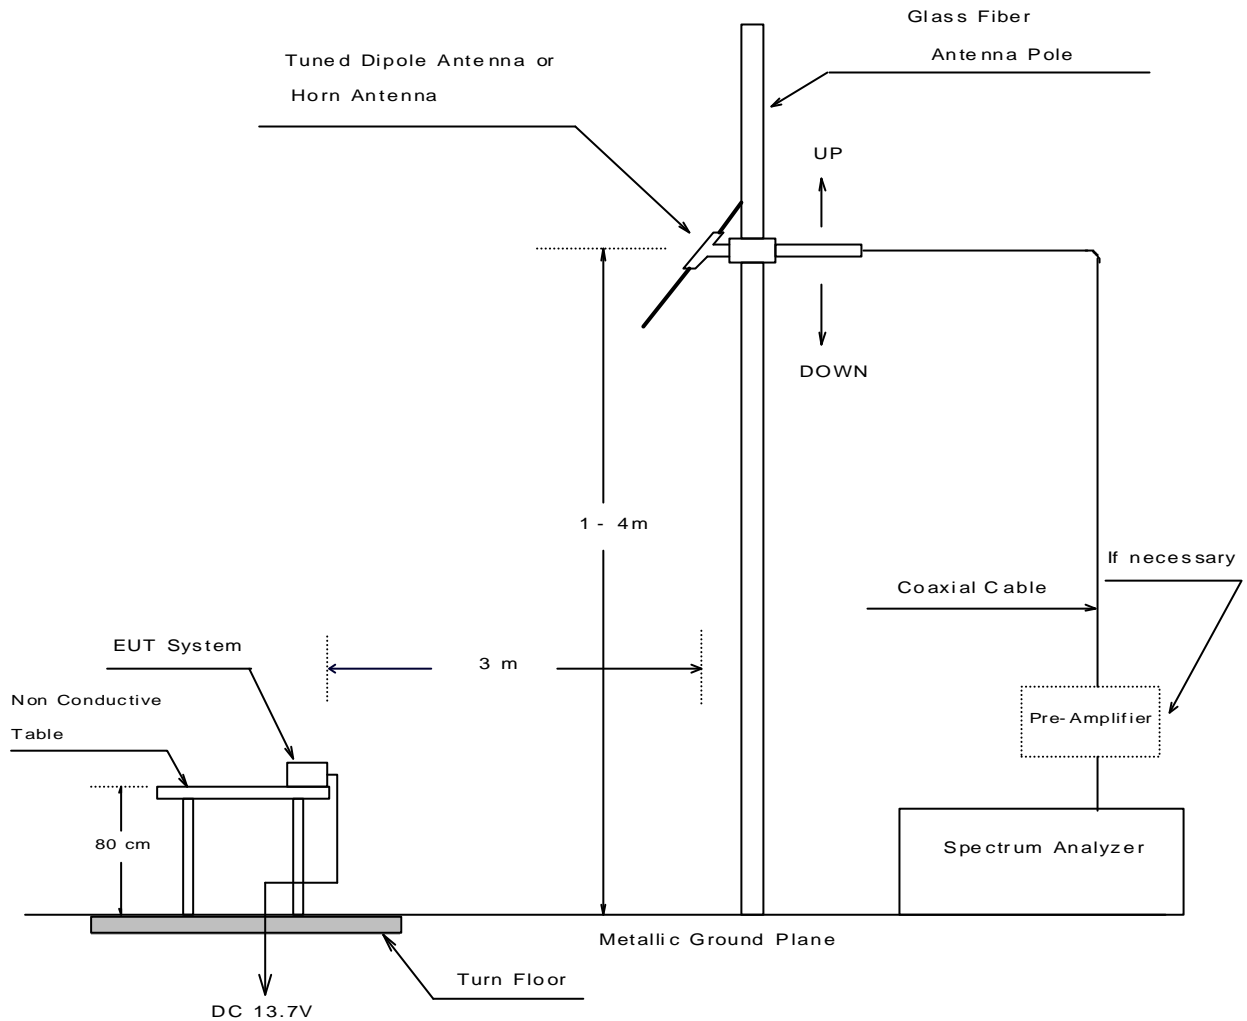 Glass Fiber
Antenna Pole
Tuned Dipole Antenna or
Horn Antenna
UP
DOWN
1 - 4m
If necessary
Coaxial Cable
EUT System
3 m
Non Conductive
Table
Pre-Amplifier
80 cm
Spectrum Analyzer
Metallic Ground Plane
Turn Floor
DC 13.7V